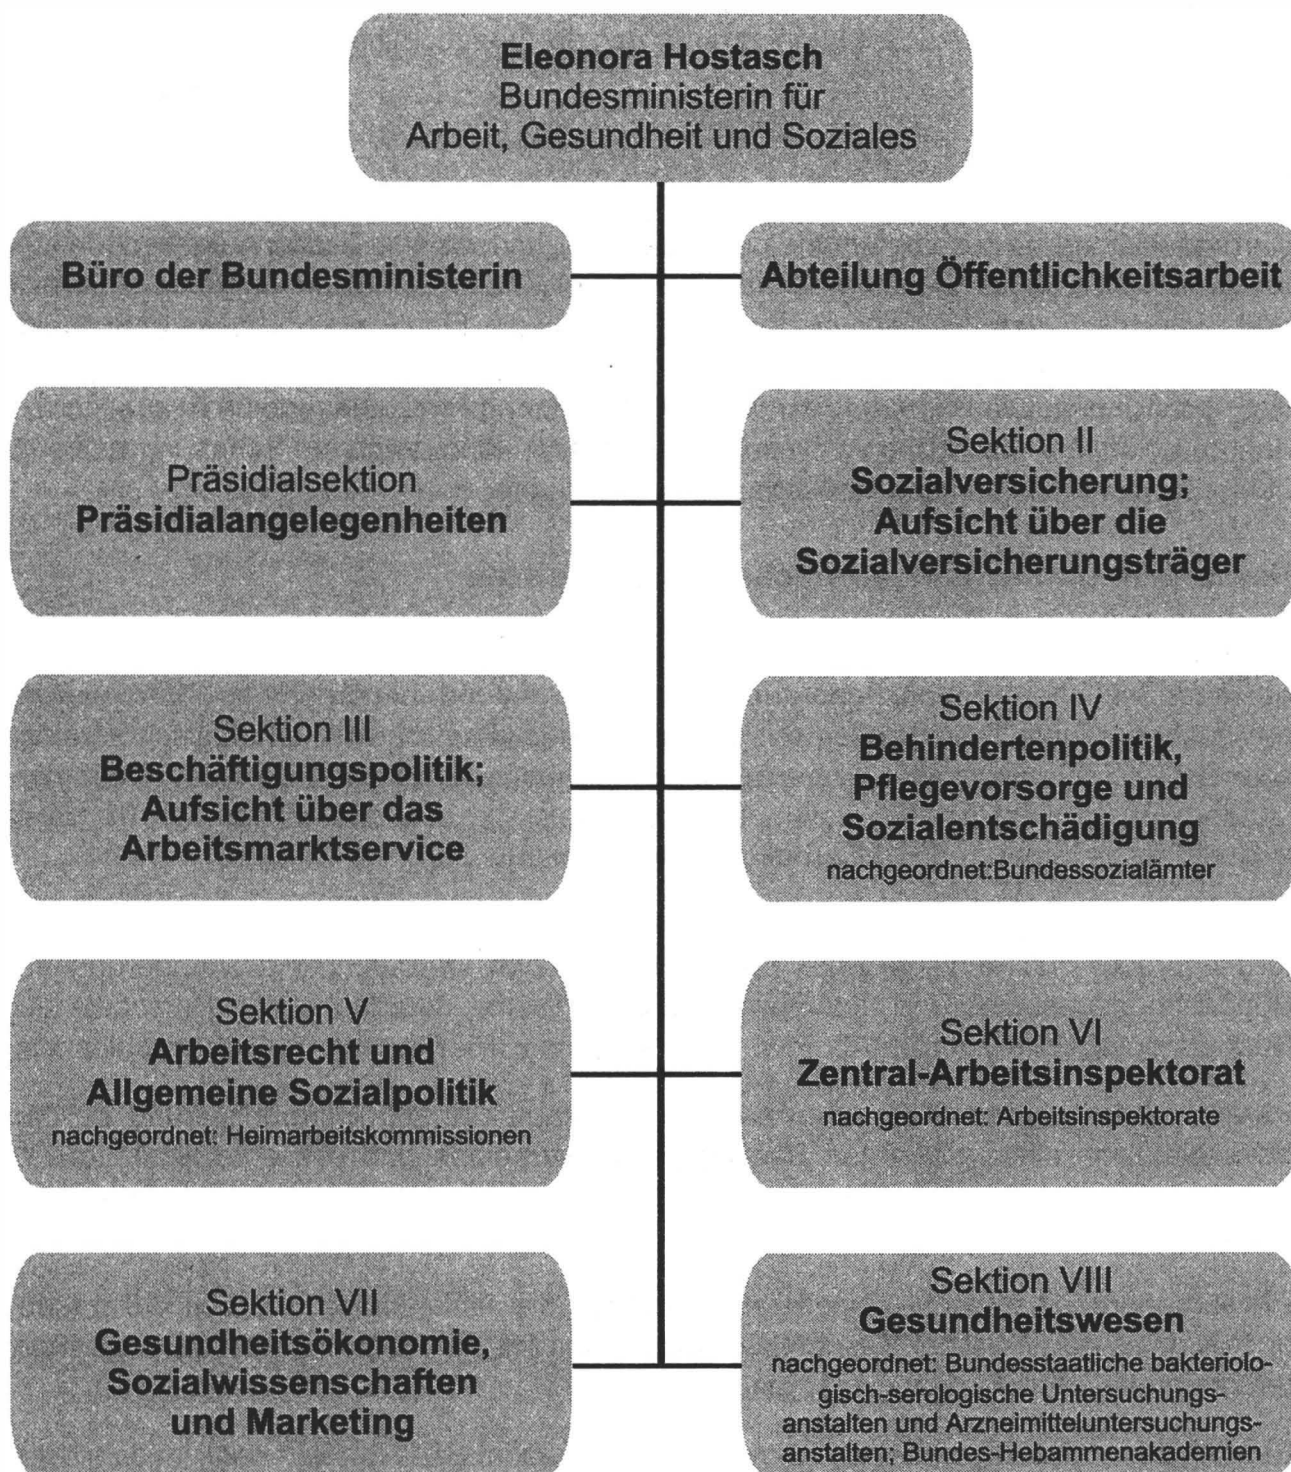 Eleonora Hostasch
Bundesministerin für
Arbeit, Gesundheit und Soziales
Büro der Bundesministerin
Abteilung Öffentlichkeitsarbeit
Präsidialsektion
Präsidialangelegenheiten
Sektion II
Sozialversicherung;
Aufsicht über die
Sozialversicherungsträger
Sektion III
Beschäftigungspolitik;
Aufsicht über das
Arbeitsmarktservice
Sektion IV
Behindertenpolitik,
Pflegevorsorge und
Sozialentschädigung
nachgeordnet:Bundessozialämter
Sektion V
Arbeitsrecht und
Allgemeine Sozialpolitik
nachgeordnet: Heimarbeitskommissionen
Sektion VI
Zentral-Arbeitsinspektorat
nachgeordnet: Arbeitsinspektorate
Sektion VII
Gesundheitsökonomie,
Sozialwissenschaften
und Marketing
Sektion VIII
Gesundheitswesen
nachgeordnet: Bundesstaatliche bakteriolo-
gisch-serologische Untersuchungs-
anstalten und Arzneimitteluntersuchungs-
anstalten; Bundes-Hebammenakademien